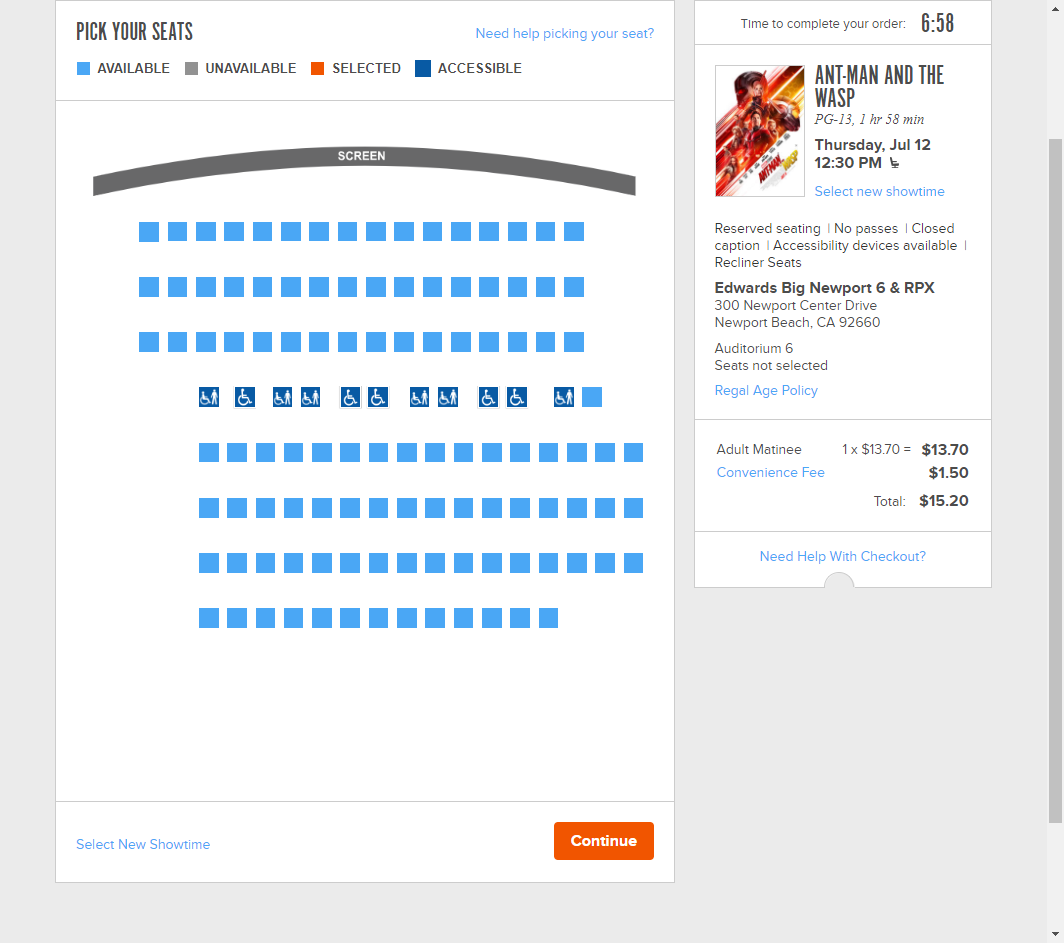 PICK YOUR SEATS
Need help picking your seat?
AVAILABLE UNAVAILABLE SELECTED ACCESSIBLE
SCREEN
Select New Showtime
Continue
Time to complete your order: 6:58
ANT-MAN AND THE
WASP
PG-13, 1 hr 58 min
Thursday, Jul 12
12:30 PM
Select new showtime
Reserved seating | No passes | Closed
caption | Accessibility devices available |
Recliner Seats
Edwards Big Newport 6 & RPX
300 Newport Center Drive
Newport Beach, CA 92660
Auditorium 6
Seats not selected
Regal Age Policy
Adult Matinee 1 x $13.70 = $13.70
Convenience Fee $1.50
Total: $15.20
Need Help With Checkout?